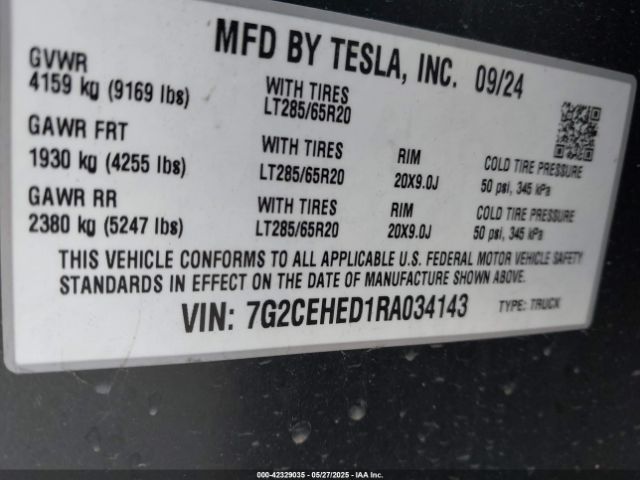 MFD BY TESLA, INC. 09/24
GVWR
4159 kg (9169 lbs)
WITH TIRES
LT285/65R20
GAWR FRT
1930 kg (4255 lbs)
WITH TIRES
LT285/65R20
RIM
20X9.0J
COLD TIRE PRESSURE
50 psi, 345 kPa
GAWR RR
2380 kg (5247 lbs)
WITH TIRES
LT285/65R20
RIM
20X9.0J
COLD TIRE PRESSURE
50 psi, 345 kPa
THIS VEHICLE CONFORMS TO ALL APPLICABLE U.S. FEDERAL MOTOR VEHICLE SAFETY
STANDARDS IN EFFECT ON THE DATE OF MANUFACTURE SHOWN ABOVE.
VIN: 7G2CEHED1RA034143 TYPE: TRUCK
00-42329035 - 05/27/2025 - COPYRIGHT © IAA